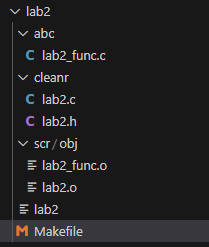 lab2
abc
C lab2_func.c
cleanr
C lab2.c
C lab2.h
scr / obj
lab2_func.o
lab2.o
lab2
M Makefile